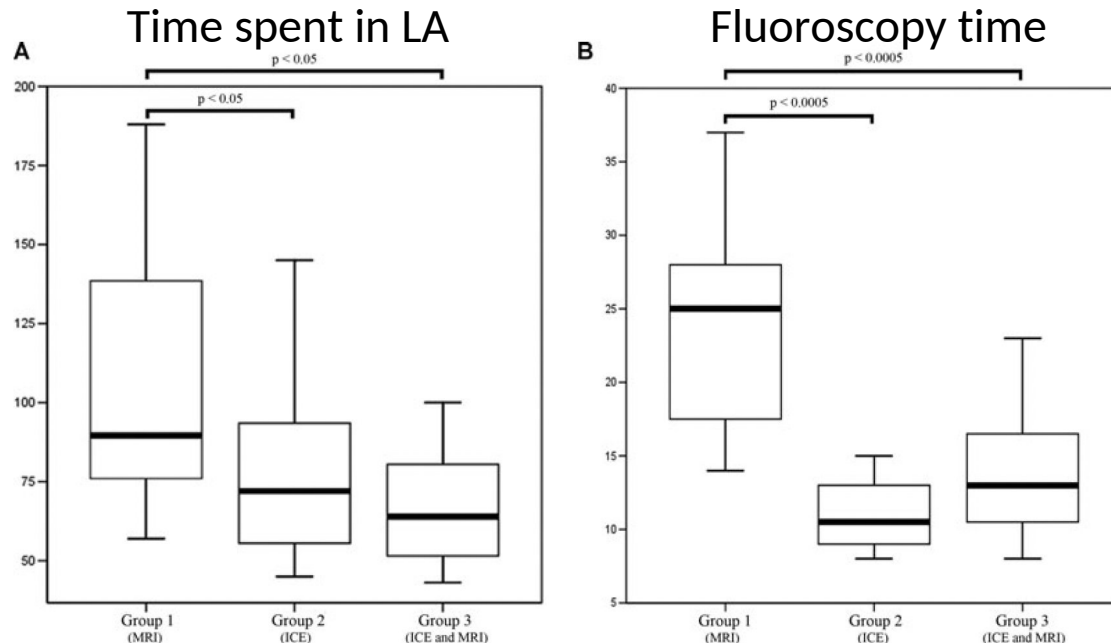 Time spent in LA
A
p < 0.05
p < 0.05
200
175
150
125
100
75
50
Group 1
(MRI)
Group 2
(ICE)
Group 3
(ICE and MRI)
Fluoroscopy time
B
p < 0.0005
p < 0.0005
40
35
30
25
20
15
10
5
Group 1
(MRI)
Group 2
(ICE)
Group 3
(ICE and MRI)